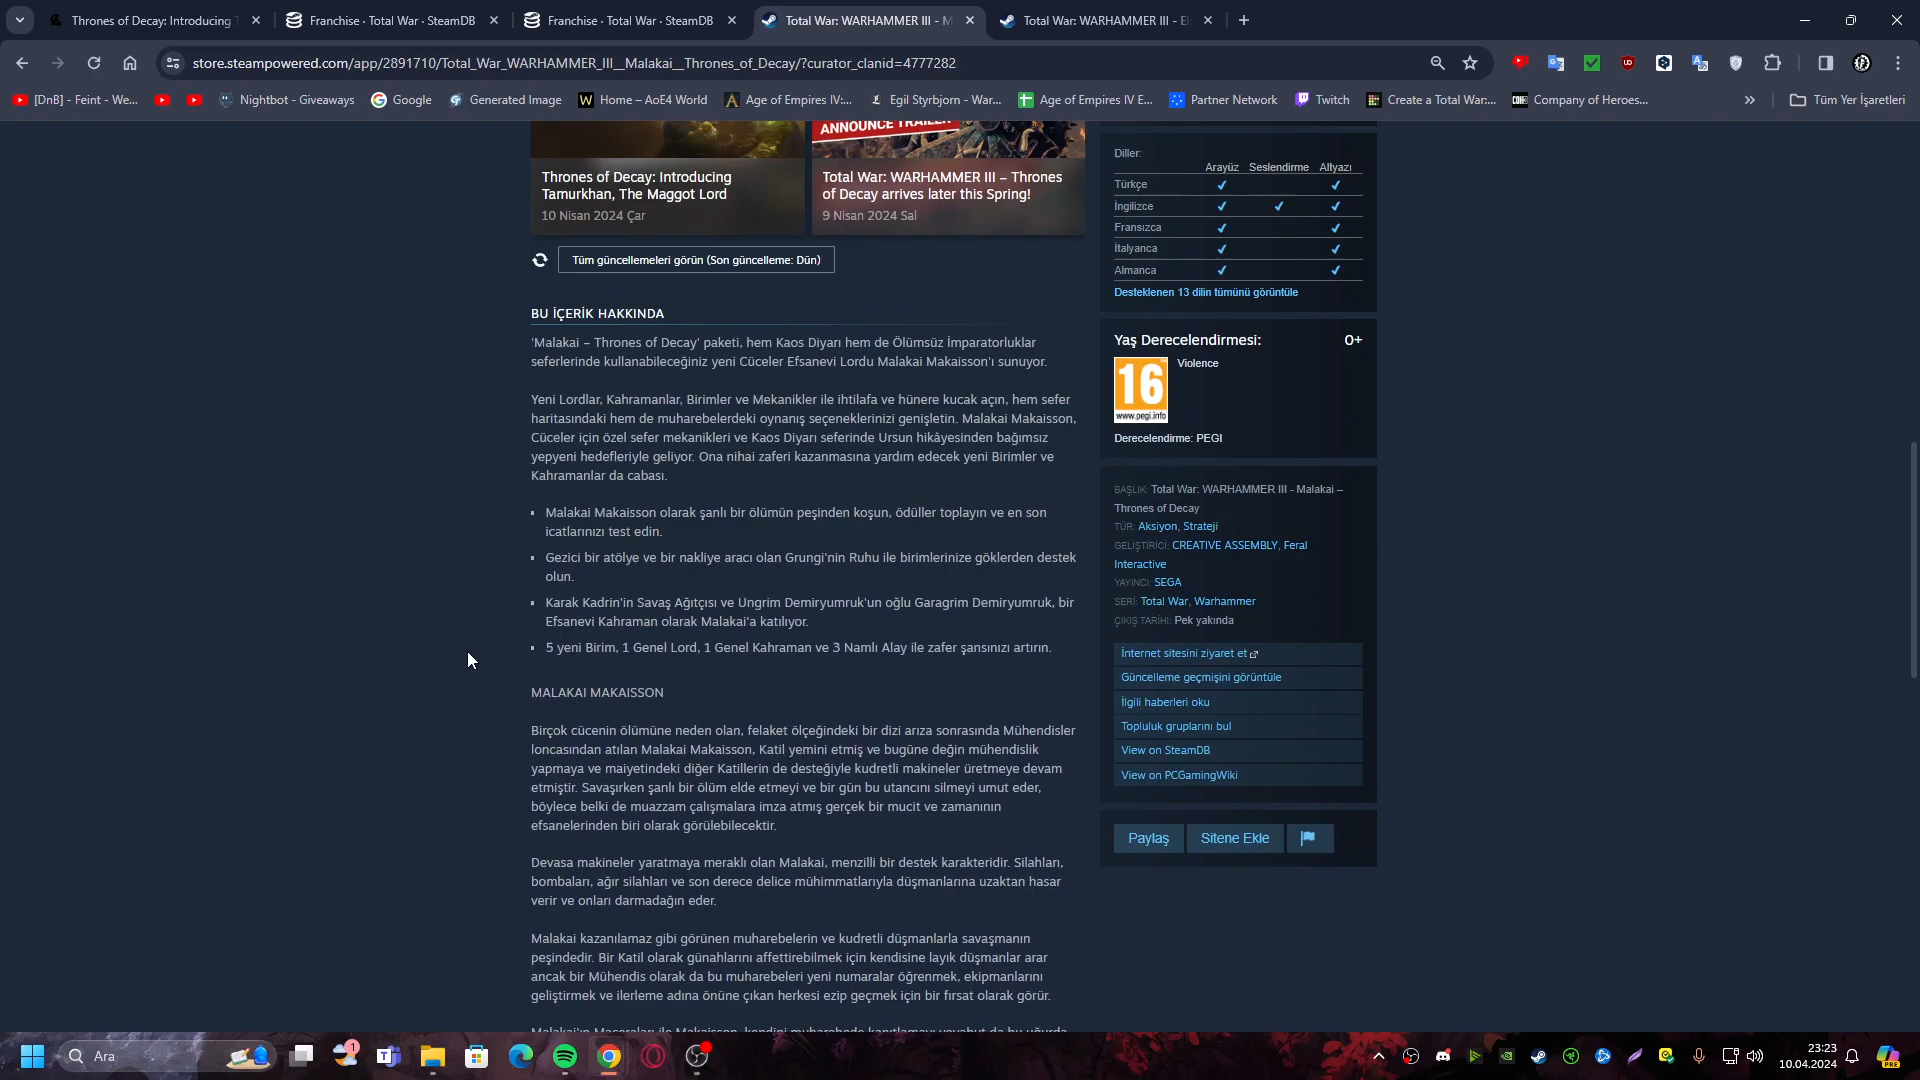 Thrones of Decay: Introducing T
Franchise · Total War · SteamDB
Franchise · Total War · SteamDB
Total War: WARHAMMER III - M
Total War: WARHAMMER III - El
store.steampowered.com/app/2891710/Total_War_WARHAMMER_III__Malakai__Thrones_of_Decay/?curator_clanid=4777282
[DnB] - Feint - We...
Nightbot - Giveaways
Google
Generated Image
Home – AoE4 World
Age of Empires IV:...
Egil Styrbjorn - War...
Age of Empires IV E...
Partner Network
Twitch
Create a Total War:...
Company of Heroes...
Tüm Yer İşaretleri
ANNOUNCE TRAILER
Thrones of Decay: Introducing
Tamurkhan, The Maggot Lord
10 Nisan 2024 Çar
Total War: WARHAMMER III – Thrones
of Decay arrives later this Spring!
9 Nisan 2024 Sal
Tüm güncellemeleri görün (Son güncelleme: Dün)
BU İÇERİK HAKKINDA
'Malakai – Thrones of Decay' paketi, hem Kaos Diyarı hem de Ölümsüz İmparatorluklar
seferlerinde kullanabileceğiniz yeni Cüceler Efsanevi Lordu Malakai Makaisson'ı sunuyor.
Yeni Lordlar, Kahramanlar, Birimler ve Mekanikler ile ihtilafa ve hünere kucak açın, hem sefer
haritasındaki hem de muharebelerdeki oynanış seçeneklerinizi genişletin. Malakai Makaisson,
Cüceler için özel sefer mekanikleri ve Kaos Diyarı seferinde Ursun hikâyesinden bağımsız
yepyeni hedefleriyle geliyor. Ona nihai zaferi kazanmasına yardım edecek yeni Birimler ve
Kahramanlar da cabası.
Malakai Makaisson olarak şanlı bir ölümün peşinden koşun, ödüller toplayın ve en son
icatlarınızı test edin.
Gezici bir atölye ve bir nakliye aracı olan Grungi'nin Ruhu ile birimlerinize göklerden destek
olun.
Karak Kadrin'in Savaş Ağıtçısı ve Ungrim Demiryumruk'un oğlu Garagrim Demiryumruk, bir
Efsanevi Kahraman olarak Malakai'a katılıyor.
5 yeni Birim, 1 Genel Lord, 1 Genel Kahraman ve 3 Namlı Alay ile zafer şansınızı artırın.
MALAKAI MAKAISSON
Birçok cücenin ölümüne neden olan, felaket ölçeğindeki bir dizi arıza sonrasında Mühendisler
loncasından atılan Malakai Makaisson, Katil yemini etmiş ve bugüne değin mühendislik
yapmaya ve maiyetindeki diğer Katillerin de desteğiyle kudretli makineler üretmeye devam
etmiştir. Savaşırken şanlı bir ölüm elde etmeyi ve bir gün bu utancını silmeyi umut eder,
böylece belki de muazzam çalışmalara imza atmış gerçek bir mucit ve zamanının
efsanelerinden biri olarak görülebilecektir.
Devasa makineler yaratmaya meraklı olan Malakai, menzilli bir destek karakteridir. Silahları,
bombaları, ağır silahları ve son derece delice mühimmatlarıyla düşmanlarına uzaktan hasar
verir ve onları darmadağın eder.
Malakai kazanılamaz gibi görünen muharebelerin ve kudretli düşmanlarla savaşmanın
peşindedir. Bir Katil olarak günahlarını affettirebilmek için kendisine layık düşmanlar arar
ancak bir Mühendis olarak da bu muharebeleri yeni numaralar öğrenmek, ekipmanlarını
geliştirmek ve ilerleme adına önüne çıkan herkesi ezip geçmek için bir fırsat olarak görür.
Malakai'ın Maceraları ile Makaisson, kendini muharebede kanıtlamayı veyahut da bu uğurda
Diller:
Arayüz Seslendirme Altyazı
Türkçe ✔ ✔
İngilizce ✔ ✔ ✔
Fransızca ✔ ✔
İtalyanca ✔ ✔
Almanca ✔ ✔
Desteklenen 13 dilin tümünü görüntüle
Yaş Derecelendirmesi: 0+
16
www.pegi.info
Violence
Derecelendirme: PEGI
BAŞLIK: Total War: WARHAMMER III - Malakai –
Thrones of Decay
TÜR: Aksiyon, Strateji
GELİŞTİRİCİ: CREATIVE ASSEMBLY, Feral
Interactive
YAYINCI: SEGA
SERİ: Total War, Warhammer
ÇIKIŞ TARİHİ: Pek yakında
İnternet sitesini ziyaret et
Güncelleme geçmişini görüntüle
İlgili haberleri oku
Topluluk gruplarını bul
View on SteamDB
View on PCGamingWiki
Paylaş
Sitene Ekle
Ara
1
23:23
10.04.2024
PRE